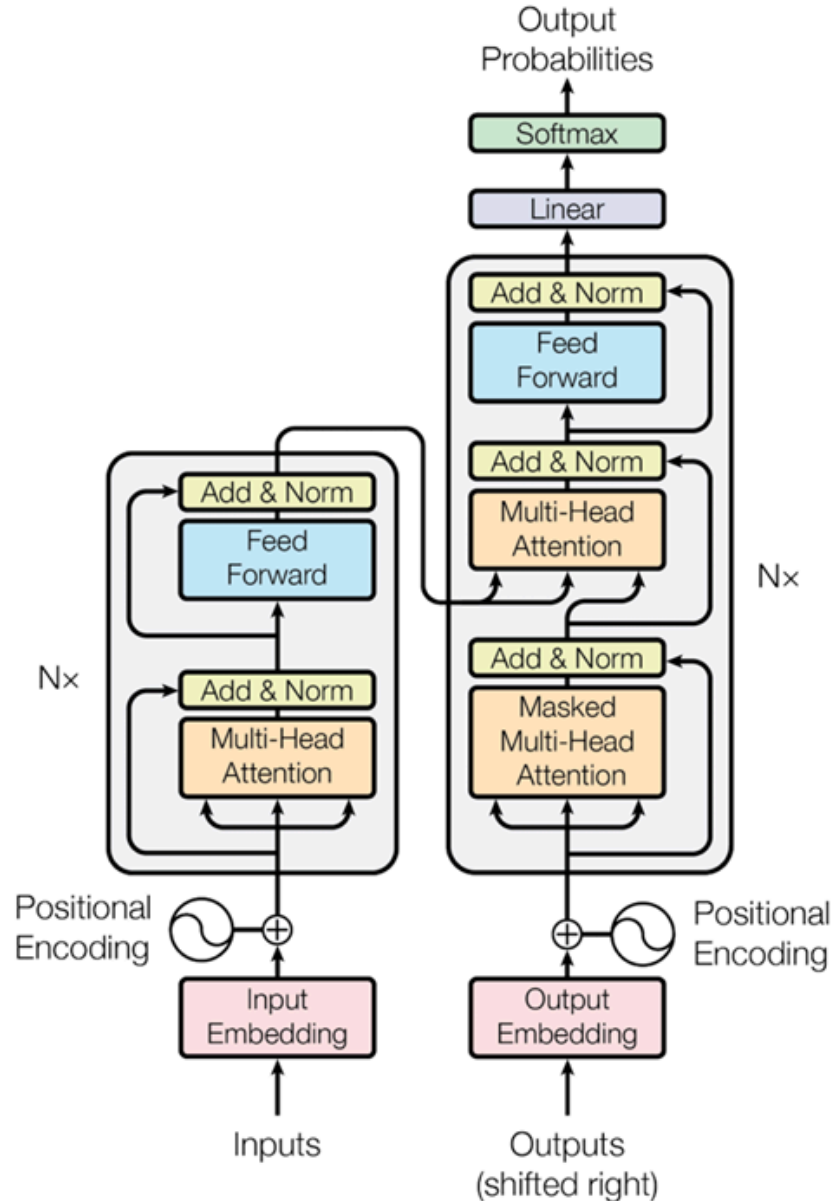 Output
Probabilities
Softmax
Linear
Add & Norm
Feed
Forward
Add & Norm
Multi-Head
Attention
Nx
Add & Norm
Masked
Multi-Head
Attention
Add & Norm
Feed
Forward
Nx
Add & Norm
Multi-Head
Attention
Positional
Encoding
Positional
Encoding
Input
Embedding
Output
Embedding
Inputs
Outputs
(shifted right)